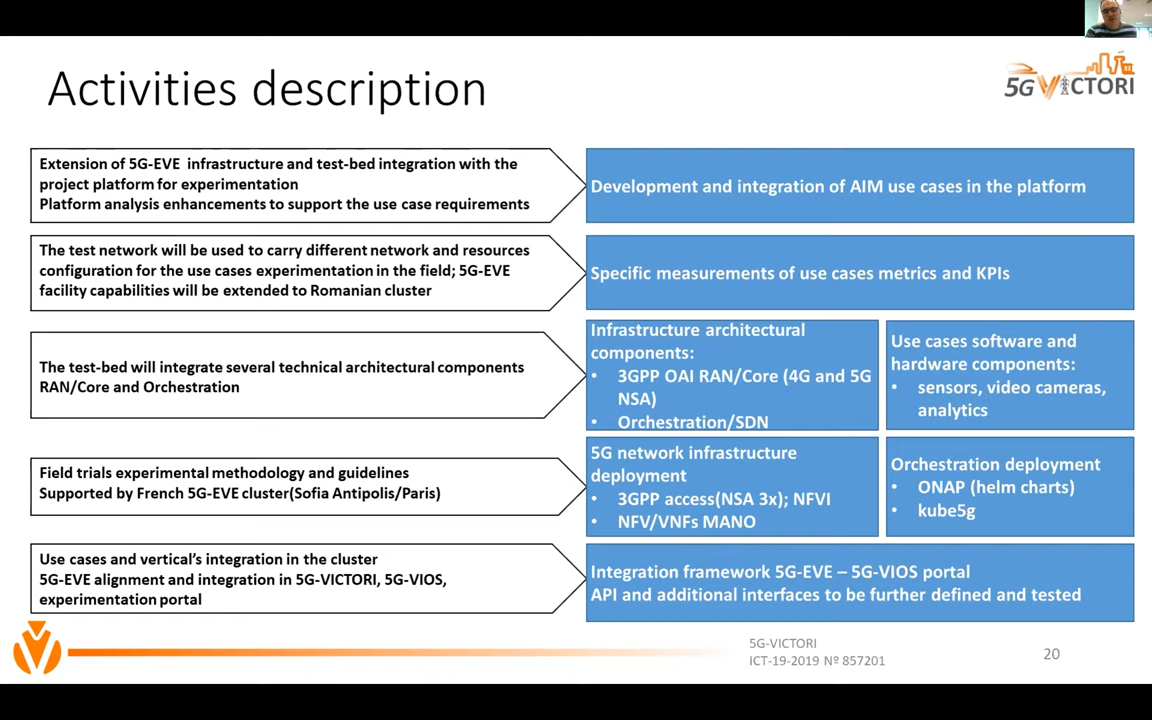 Activities description
5G VICTORI
Extension of 5G-EVE infrastructure and test-bed integration with the
project platform for experimentation
Platform analysis enhancements to support the use case requirements
Development and integration of AIM use cases in the platform
The test network will be used to carry different network and resources
configuration for the use cases experimentation in the field; 5G-EVE
facility capabilities will be extended to Romanian cluster
Specific measurements of use cases metrics and KPIs
The test-bed will integrate several technical architectural components
RAN/Core and Orchestration
Infrastructure architectural
components:
• 3GPP OAI RAN/Core (4G and 5G
NSA)
• Orchestration/SDN
Use cases software and
hardware components:
• sensors, video cameras,
analytics
Field trials experimental methodology and guidelines
Supported by French 5G-EVE cluster(Sofia Antipolis/Paris)
5G network infrastructure
deployment
• 3GPP access(NSA 3x); NFVI
• NFV/VNFs MANO
Orchestration deployment
• ONAP (helm charts)
• kube5g
Use cases and vertical's integration in the cluster
5G-EVE alignment and integration in 5G-VICTORI, 5G-VIOS,
experimentation portal
Integration framework 5G-EVE – 5G-VIOS portal
API and additional interfaces to be further defined and tested
5G-VICTORI
ICT-19-2019 Nº 857201
20